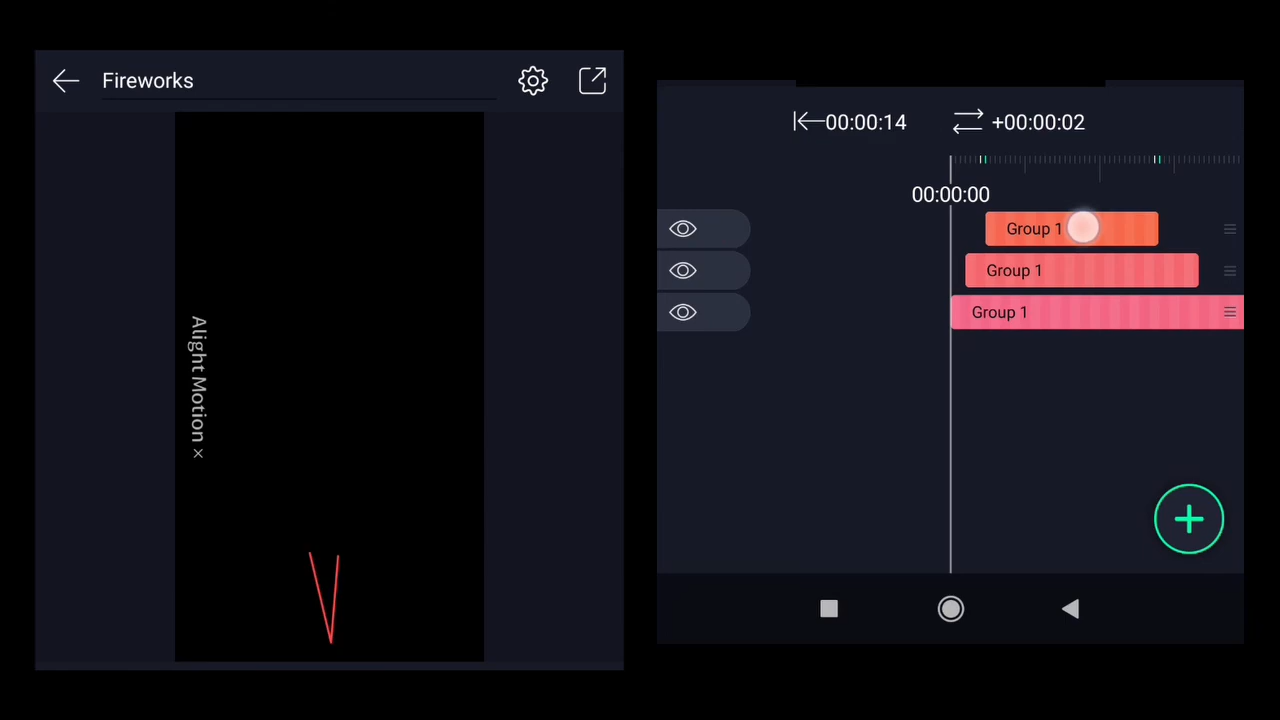 Fireworks
Alight Motion ×
00:00:14
+00:00:02
00:00:00
Group 1
Group 1
Group 1